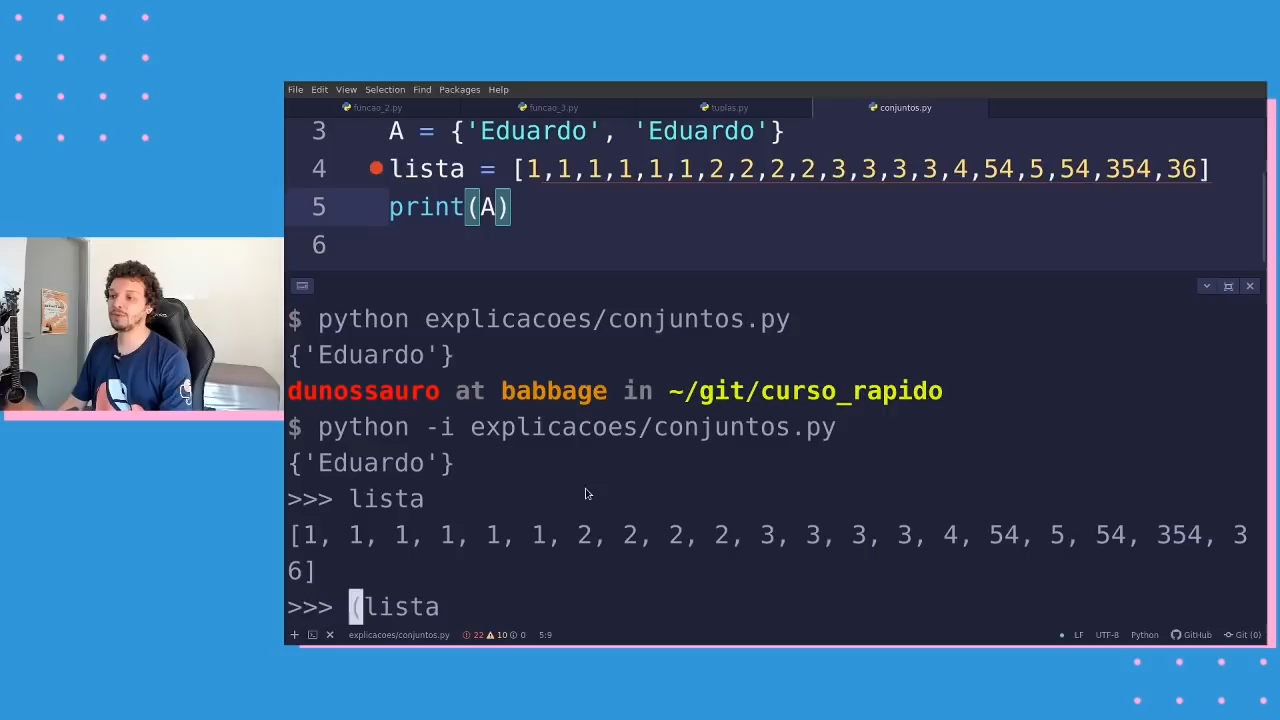 File Edit View Selection Find Packages Help
funcao_2.py funcao_3.py tuplas.py conjuntos.py
3 A = {'Eduardo', 'Eduardo'}
4 lista = [1,1,1,1,1,1,2,2,2,2,3,3,3,3,4,54,5,54,354,36]
5 print(A)
6
$ python explicacoes/conjuntos.py
{'Eduardo'}
dunossauro at babbage in ~/git/curso_rapido
$ python -i explicacoes/conjuntos.py
{'Eduardo'}
>>> lista
[1, 1, 1, 1, 1, 1, 2, 2, 2, 2, 3, 3, 3, 3, 4, 54, 5, 54, 354, 3
6]
>>> (lista
explicacoes/conjuntos.py 22 10 0 5:9 LF UTF-8 Python GitHub Git (0)